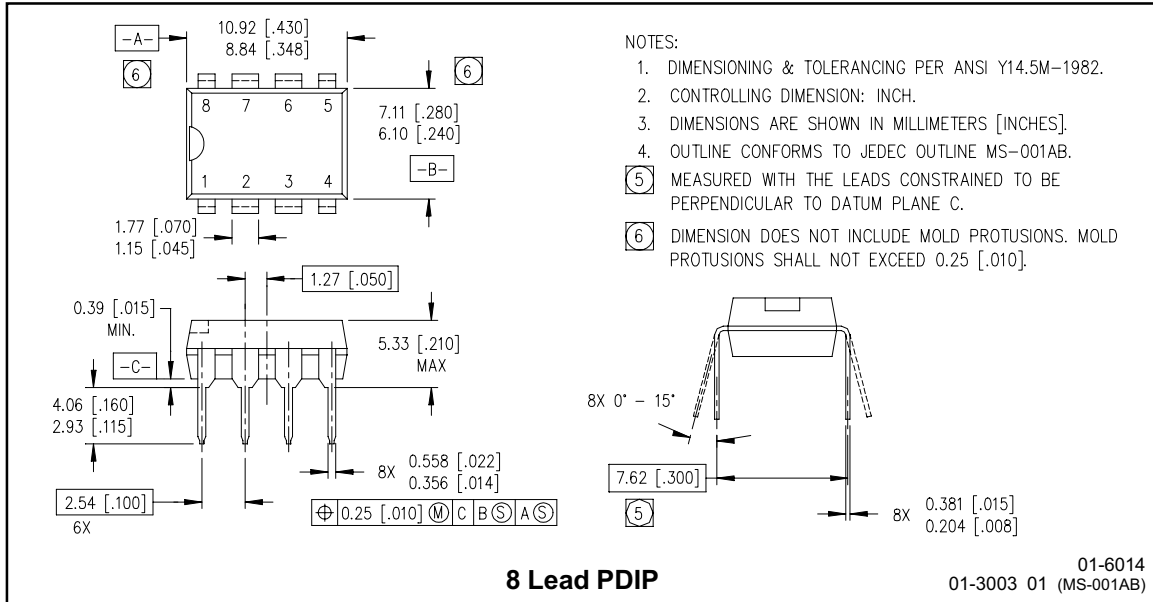 -A-
10.92 [.430]
8.84 [.348]
6
6
8 7 6 5
1 2 3 4
7.11 [.280]
6.10 [.240]
-B-
1.77 [.070]
1.15 [.045]
1.27 [.050]
0.39 [.015]
MIN.
-C-
5.33 [.210]
MAX
4.06 [.160]
2.93 [.115]
8X 0.558 [.022]
0.356 [.014]
2.54 [.100]
6X
⌖ 0.25 [.010] Ⓜ C B Ⓢ A Ⓢ
NOTES:
1. DIMENSIONING & TOLERANCING PER ANSI Y14.5M-1982.
2. CONTROLLING DIMENSION: INCH.
3. DIMENSIONS ARE SHOWN IN MILLIMETERS [INCHES].
4. OUTLINE CONFORMS TO JEDEC OUTLINE MS-001AB.
5 MEASURED WITH THE LEADS CONSTRAINED TO BE
PERPENDICULAR TO DATUM PLANE C.
6 DIMENSION DOES NOT INCLUDE MOLD PROTUSIONS. MOLD
PROTUSIONS SHALL NOT EXCEED 0.25 [.010].
8X 0° - 15°
7.62 [.300]
5
8X 0.381 [.015]
0.204 [.008]
8 Lead PDIP
01-6014
01-3003 01 (MS-001AB)